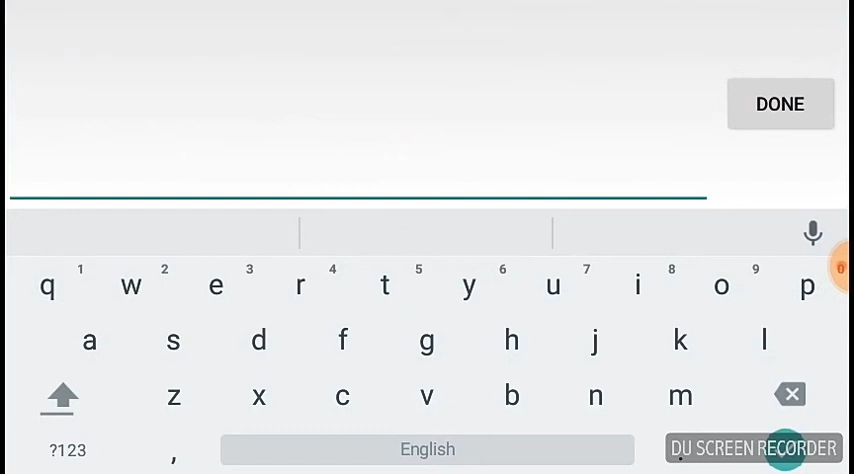 DONE
1 2 3 4 5 6 7 8 9 0
q w e r t y u i o p
a s d f g h j k l
z x c v b n m
?123 , English .
DU SCREEN RECORDER